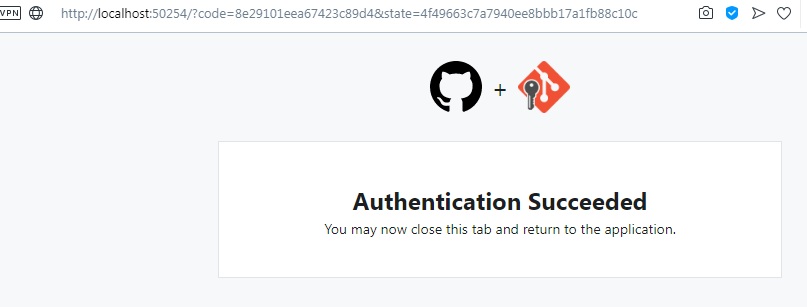 VPN http://localhost:50254/?code=8e29101eea67423c89d4&state=4f49663c7a7940ee8bbb17a1fb88c10c
+
Authentication Succeeded
You may now close this tab and return to the application.